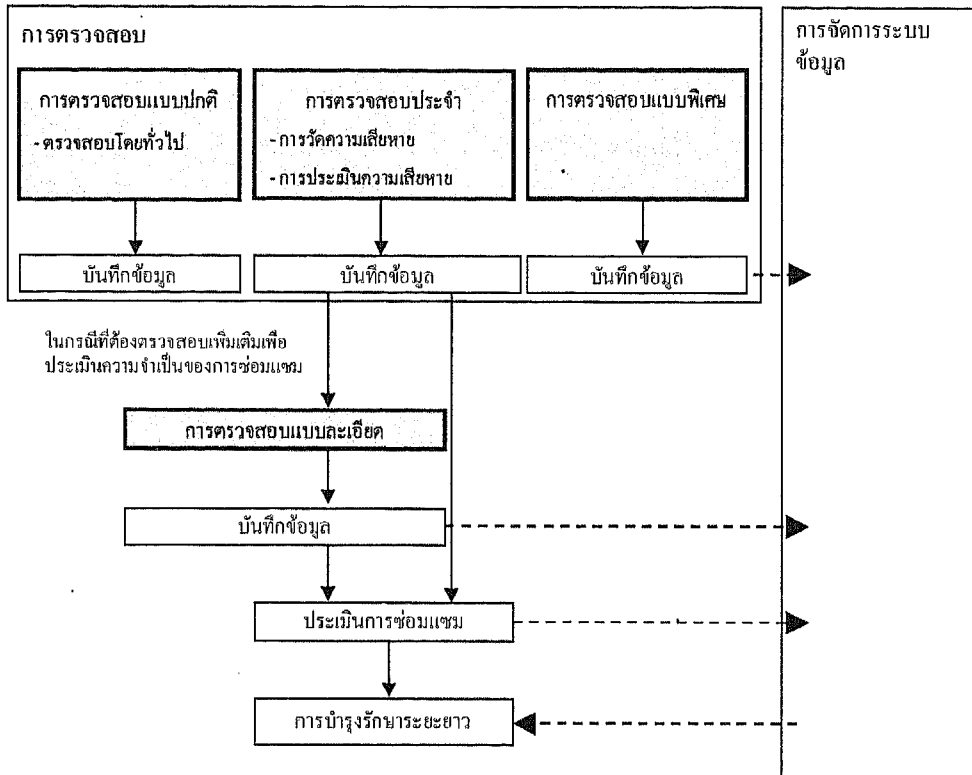 การตรวจสอบ
การจัดการระบบ
ข้อมูล
การตรวจสอบแบบปกติ
- ตรวจสอบโดยทั่วไป
การตรวจสอบประจำ
- การวัดความเสียหาย
- การประเมินความเสียหาย
การตรวจสอบแบบพิเศษ
บันทึกข้อมูล
บันทึกข้อมูล
บันทึกข้อมูล
ในกรณีที่ต้องตรวจสอบเพิ่มเติมเพื่อ
ประเมินความจำเป็นของการซ่อมแซม
การตรวจสอบแบบละเอียด
บันทึกข้อมูล
ประเมินการซ่อมแซม
การบำรุงรักษาระยะยาว